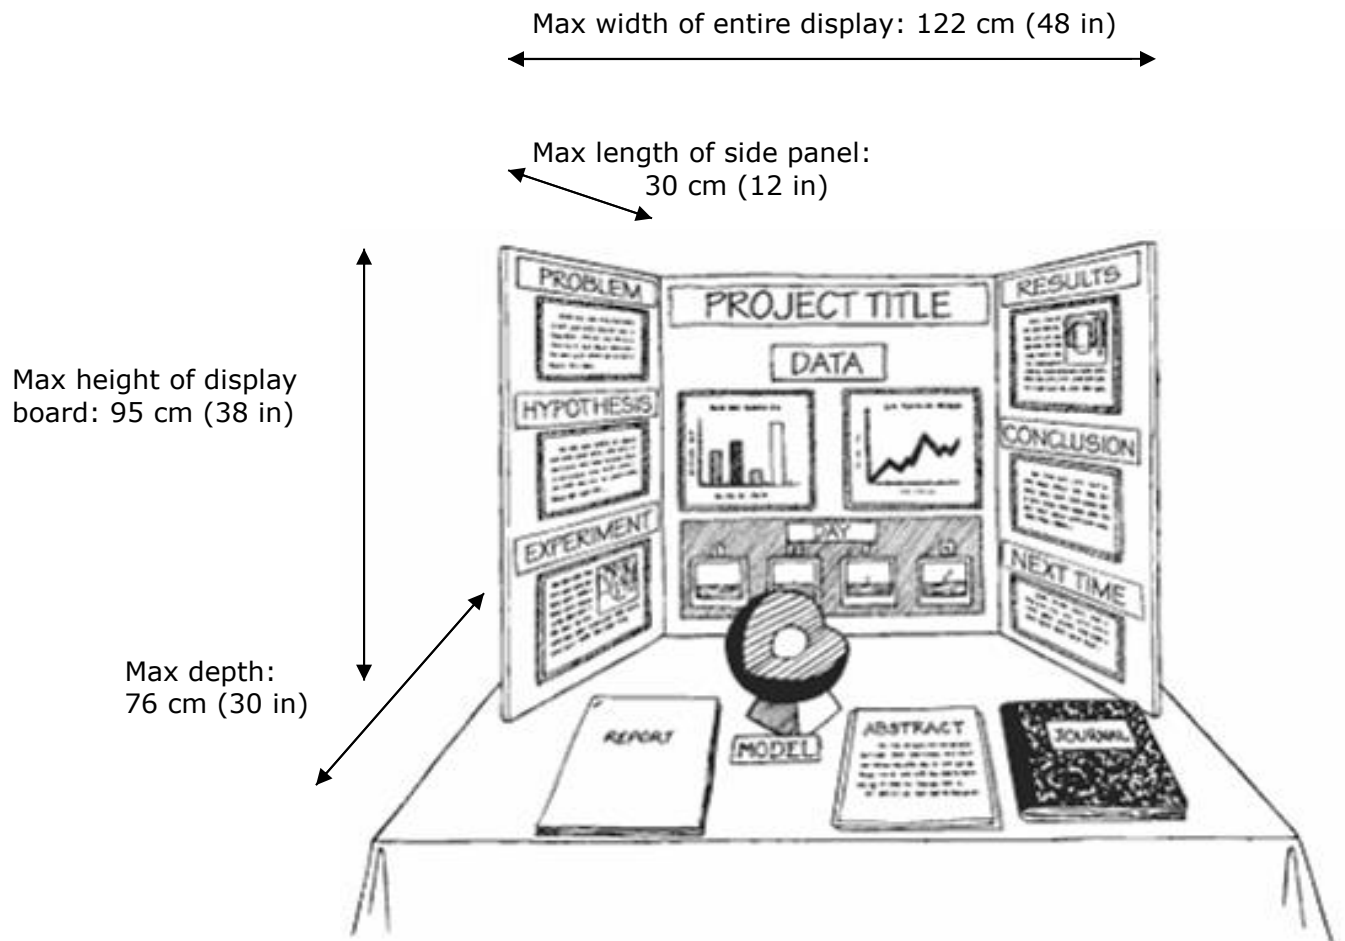 Max width of entire display: 122 cm (48 in)
Max length of side panel:
30 cm (12 in)
Max height of display
board: 95 cm (38 in)
Max depth:
76 cm (30 in)
PROBLEM
HYPOTHESIS
EXPERIMENT
PROJECT TITLE
DATA
DAY
RESULTS
CONCLUSION
NEXT TIME
REPORT
MODEL
ABSTRACT
JOURNAL